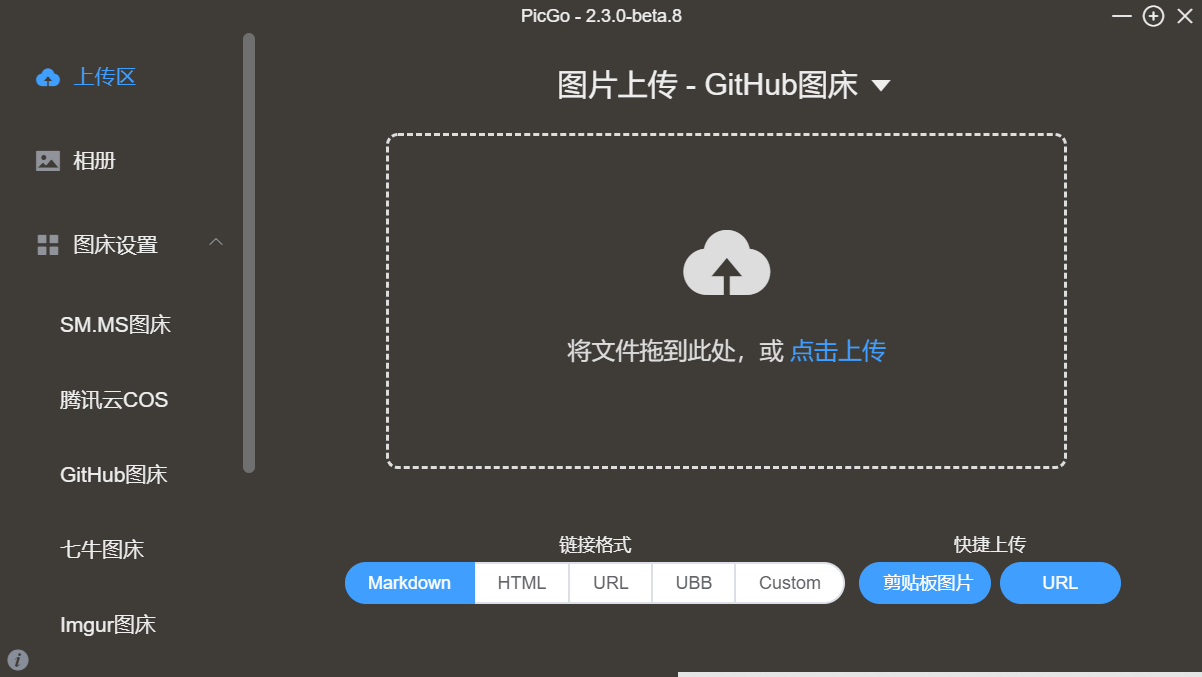 PicGo - 2.3.0-beta.8
上传区
相册
图床设置
SM.MS图床
腾讯云COS
GitHub图床
七牛图床
Imgur图床
图片上传 - GitHub图床
将文件拖到此处，或 点击上传
链接格式
Markdown HTML URL UBB Custom
快捷上传
剪贴板图片 URL